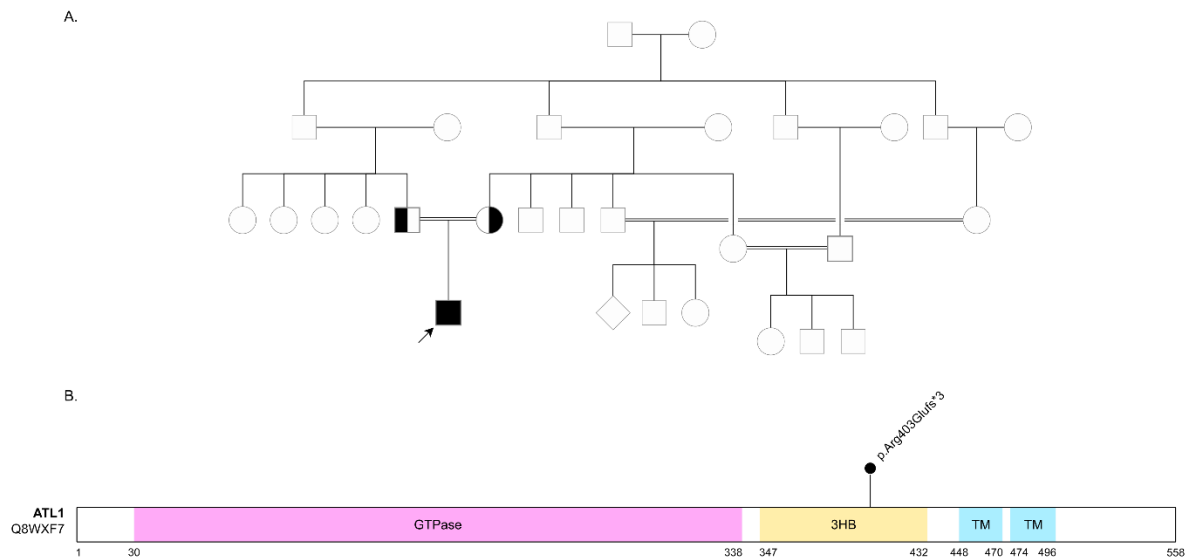 A.
B.
p.Arg403Glufs*3
ATL1
Q8WXF7
GTPase
3HB
TM
TM
1 30 338 347 432 448 470 474 496 558